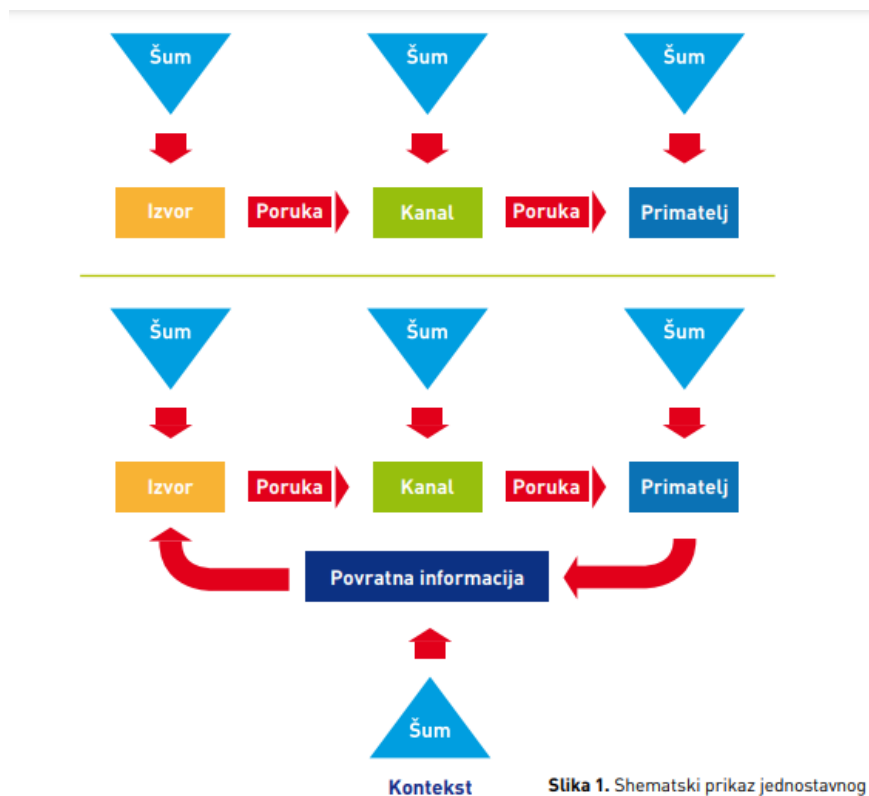 Šum Šum Šum
Izvor Poruka Kanal Poruka Primatelj
Šum Šum Šum
Izvor Poruka Kanal Poruka Primatelj
Povratna informacija
Šum
Kontekst
Slika 1. Shematski prikaz jednostavnog